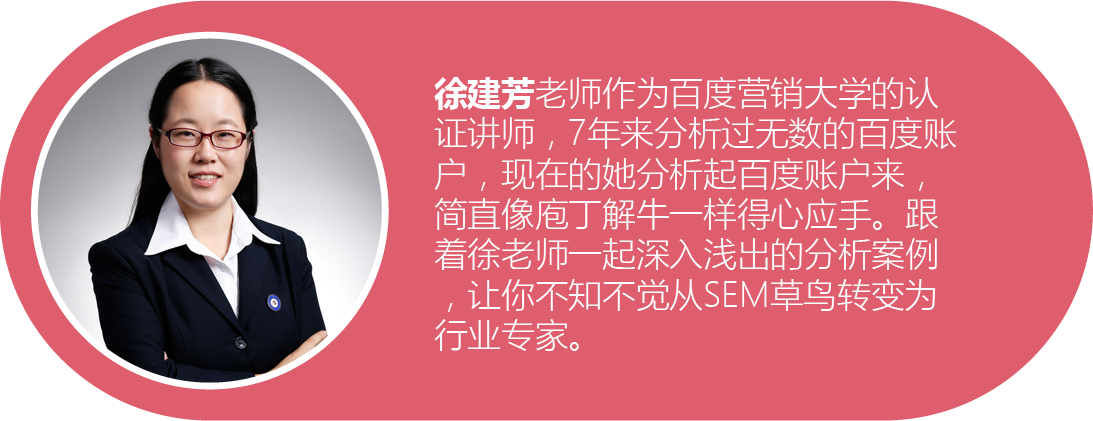 徐建芳老师作为百度营销大学的认
证讲师，7年来分析过无数的百度账
户，现在的她分析起百度账户来，
简直像庖丁解牛一样得心应手。跟
着徐老师一起深入浅出的分析案例
，让你不知不觉从SEM草鸟转变为
行业专家。